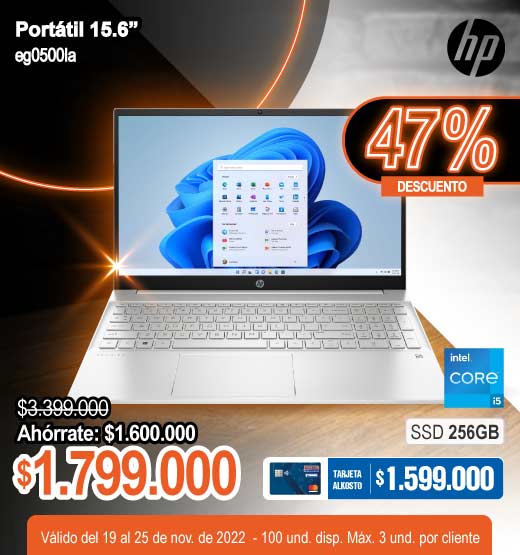 Portátil 15.6”
eg0500la
hp
47%
DESCUENTO
hp
intel
CORE
i5
$3.399.000
Ahórrate: $1.600.000
$1.799.000
SSD 256GB
TARJETA
ALKOSTO
$1.599.000
Válido del 19 al 25 de nov. de 2022 - 100 und. disp. Máx. 3 und. por cliente